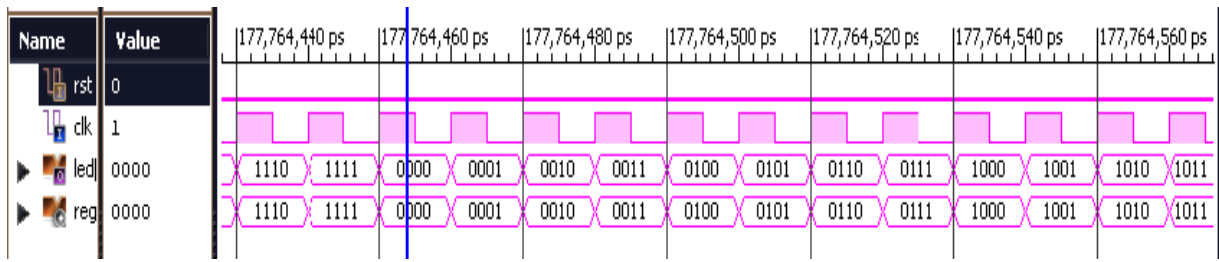 Name Value 177,764,440 ps 177,764,460 ps 177,764,480 ps 177,764,500 ps 177,764,520 ps 177,764,540 ps 177,764,560 ps
rst 0
clk 1
led[ 0000 1110 1111 0000 0001 0010 0011 0100 0101 0110 0111 1000 1001 1010 1011
reg 0000 1110 1111 0000 0001 0010 0011 0100 0101 0110 0111 1000 1001 1010 1011